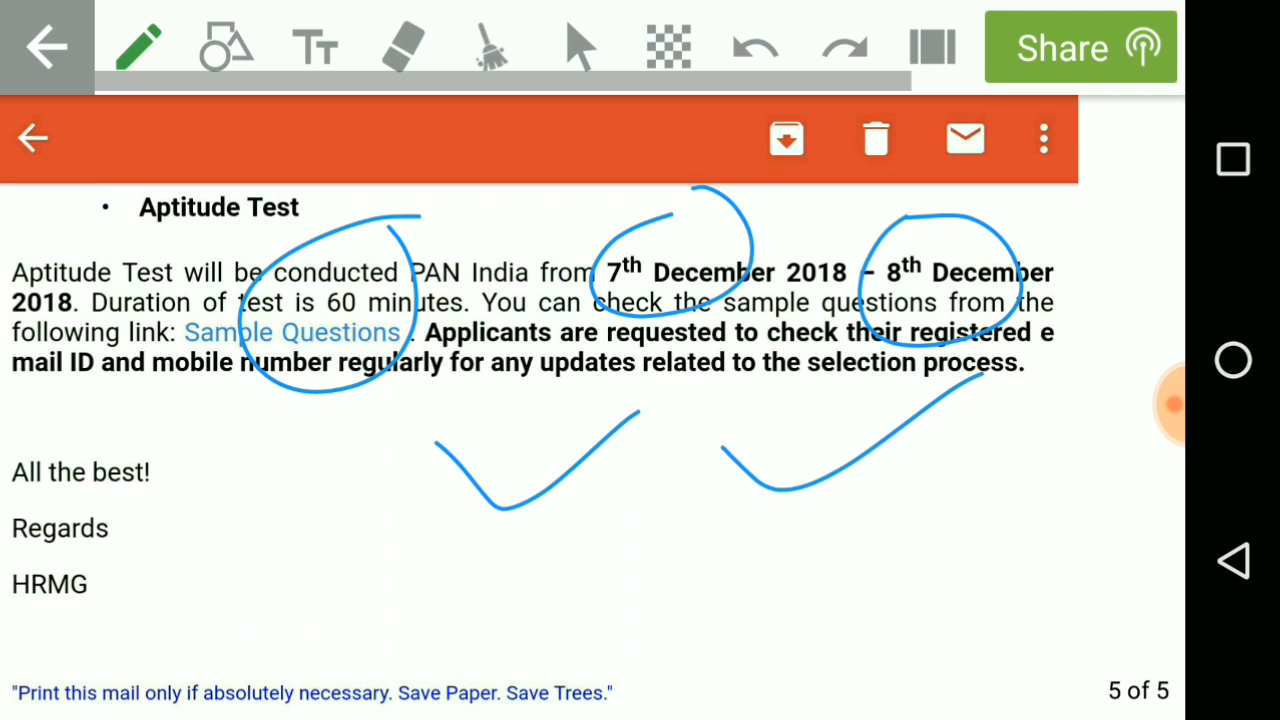 TT Share
• Aptitude Test
Aptitude Test will be conducted PAN India from 7th December 2018 – 8th December
2018. Duration of test is 60 minutes. You can check the sample questions from the
following link: Sample Questions . Applicants are requested to check their registered e
mail ID and mobile number regularly for any updates related to the selection process.
All the best!
Regards
HRMG
"Print this mail only if absolutely necessary. Save Paper. Save Trees."
5 of 5